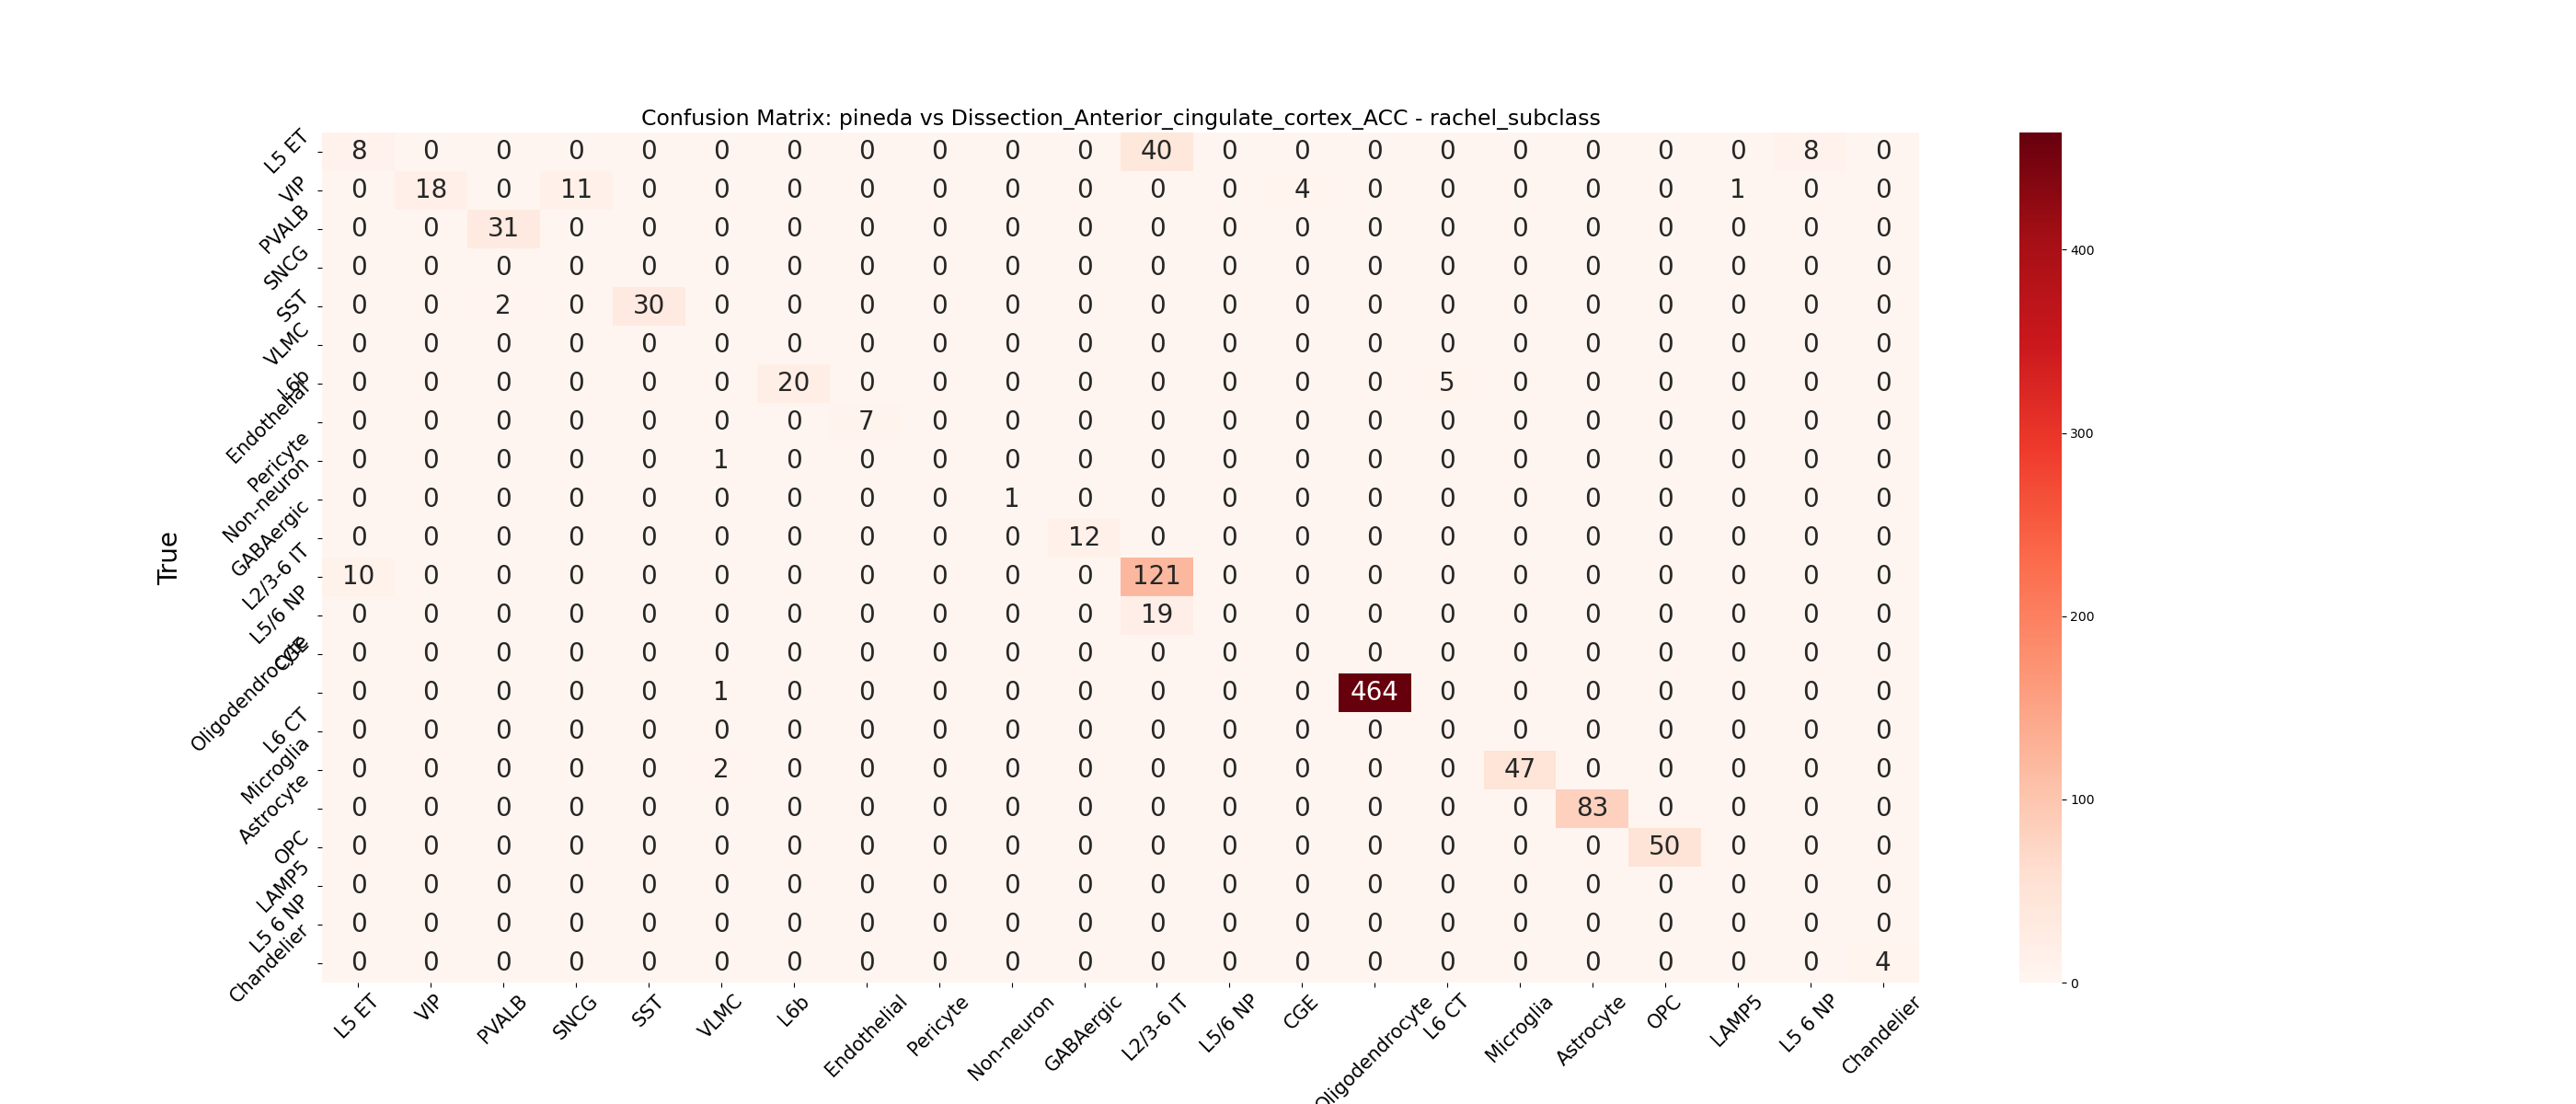 Confusion Matrix: pineda vs Dissection_Anterior_cingulate_cortex_ACC - rachel_subclass
L5 ET 8 0 0 0 0 0 0 0 0 0 0 40 0 0 0 0 0 0 0 0 8 0
VIP 0 18 0 11 0 0 0 0 0 0 0 0 0 4 0 0 0 0 0 1 0 0
PVALB 0 0 31 0 0 0 0 0 0 0 0 0 0 0 0 0 0 0 0 0 0 0
SNCG 0 0 0 0 0 0 0 0 0 0 0 0 0 0 0 0 0 0 0 0 0 0
SST 0 0 2 0 30 0 0 0 0 0 0 0 0 0 0 0 0 0 0 0 0 0
VLMC 0 0 0 0 0 0 0 0 0 0 0 0 0 0 0 0 0 0 0 0 0 0
L6b 0 0 0 0 0 0 20 0 0 0 0 0 0 0 0 5 0 0 0 0 0 0
Endothelial 0 0 0 0 0 0 0 7 0 0 0 0 0 0 0 0 0 0 0 0 0 0
Pericyte 0 0 0 0 0 1 0 0 0 0 0 0 0 0 0 0 0 0 0 0 0 0
Non-neuron 0 0 0 0 0 0 0 0 0 1 0 0 0 0 0 0 0 0 0 0 0 0
GABAergic 0 0 0 0 0 0 0 0 0 0 12 0 0 0 0 0 0 0 0 0 0 0
L2/3-6 IT 10 0 0 0 0 0 0 0 0 0 0 121 0 0 0 0 0 0 0 0 0 0
L5/6 NP 0 0 0 0 0 0 0 0 0 0 0 19 0 0 0 0 0 0 0 0 0 0
CGE 0 0 0 0 0 0 0 0 0 0 0 0 0 0 0 0 0 0 0 0 0 0
Oligodendrocyte 0 0 0 0 0 1 0 0 0 0 0 0 0 0 464 0 0 0 0 0 0 0
L6 CT 0 0 0 0 0 0 0 0 0 0 0 0 0 0 0 0 0 0 0 0 0 0
Microglia 0 0 0 0 0 2 0 0 0 0 0 0 0 0 0 0 47 0 0 0 0 0
Astrocyte 0 0 0 0 0 0 0 0 0 0 0 0 0 0 0 0 0 83 0 0 0 0
OPC 0 0 0 0 0 0 0 0 0 0 0 0 0 0 0 0 0 0 50 0 0 0
LAMP5 0 0 0 0 0 0 0 0 0 0 0 0 0 0 0 0 0 0 0 0 0 0
L5 6 NP 0 0 0 0 0 0 0 0 0 0 0 0 0 0 0 0 0 0 0 0 0 0
Chandelier 0 0 0 0 0 0 0 0 0 0 0 0 0 0 0 0 0 0 0 0 0 4
True
L5 ET VIP PVALB SNCG SST VLMC L6b Endothelial Pericyte Non-neuron GABAergic L2/3-6 IT L5/6 NP CGE Oligodendrocyte L6 CT Microglia Astrocyte OPC LAMP5 L5 6 NP Chandelier
400
300
200
100
0